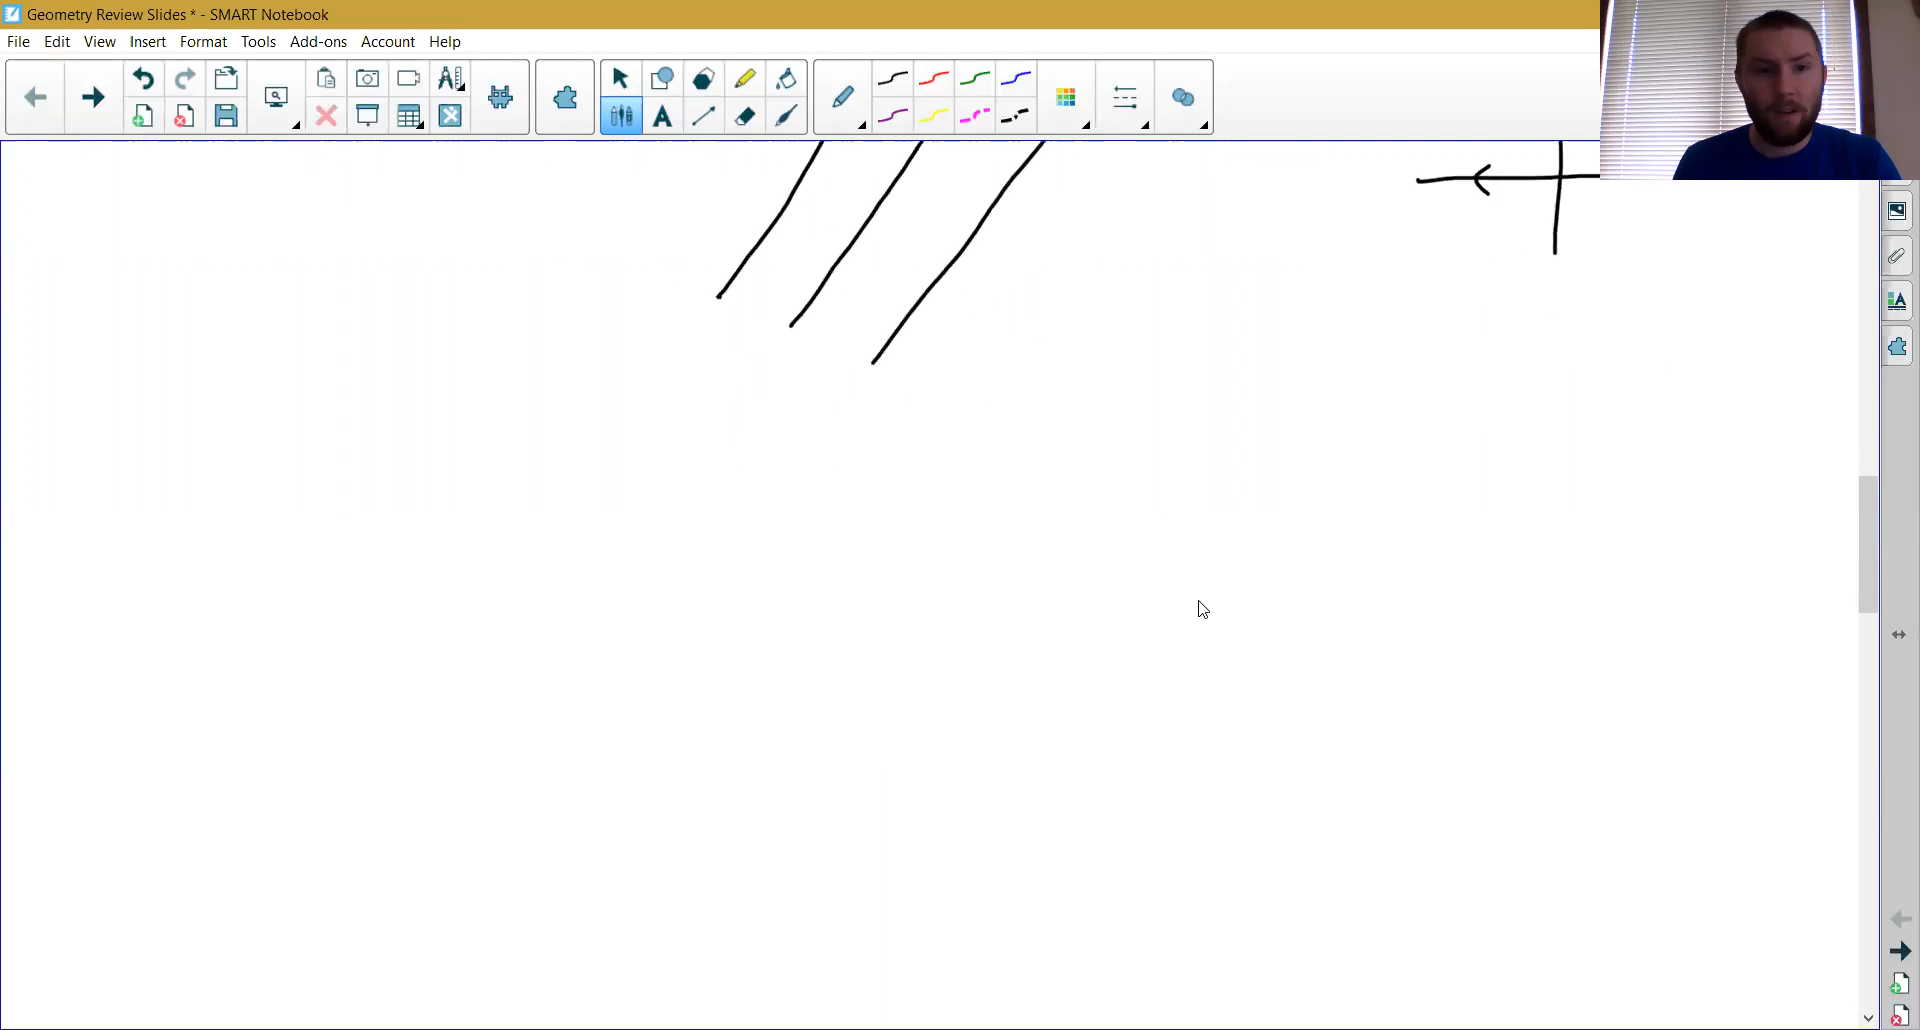 Geometry Review Slides * - SMART Notebook
File Edit View Insert Format Tools Add-ons Account Help